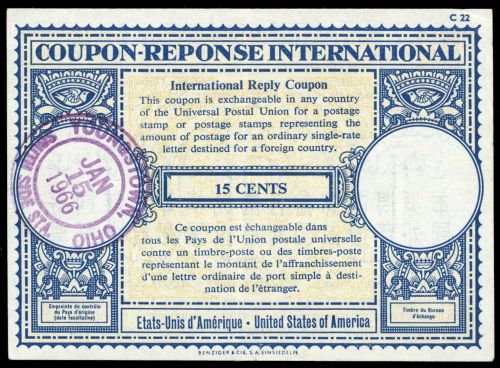 C 22
COUPON-REPONSE INTERNATIONAL
International Reply Coupon
This coupon is exchangeable in any country
of the Universal Postal Union for a postage
stamp or postage stamps representing the
amount of postage for an ordinary single-rate
letter destined for a foreign country.
YOUNGSTOWN,
OHIO
JAN
15
1966
15 CENTS
Ce coupon est échangeable dans
tous les Pays de l'Union postale universelle
contre un timbre-poste ou des timbres-poste
représentant le montant de l'affranchissement
d'une lettre ordinaire de port simple à desti-
nation de l'étranger.
Empreinte de contrôle
du Pays d'origine
(date facultative)
Timbre du Bureau
d'échange
Etats-Unis d'Amérique · United States of America
BENZIGER & CIE. S.A. EINSIEDELN.